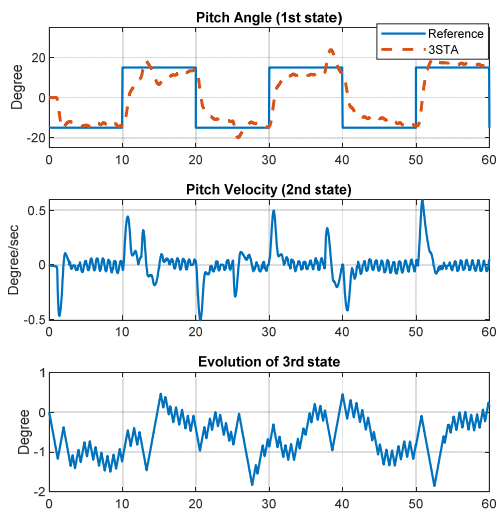 Pitch Angle (1st state)
Reference
3STA
Degree
20
0
-20
0 10 20 30 40 50 60
Pitch Velocity (2nd state)
Degree/sec
0.5
0
-0.5
0 10 20 30 40 50 60
Evolution of 3rd state
Degree
1
0
-1
-2
0 10 20 30 40 50 60